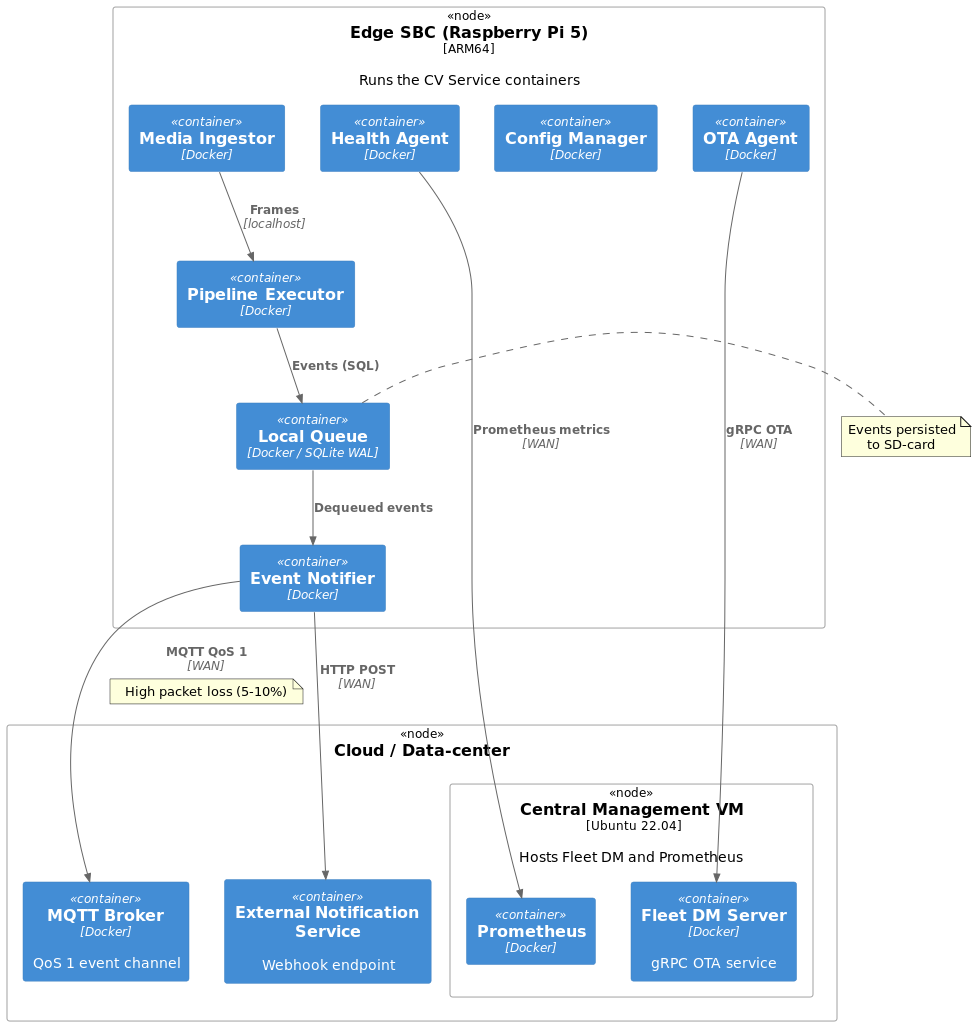 «node»
Edge SBC (Raspberry Pi 5)
[ARM64]
Runs the CV Service containers
«container»
Media Ingestor
[Docker]
«container»
Health Agent
[Docker]
«container»
Config Manager
[Docker]
«container»
OTA Agent
[Docker]
Frames
[localhost]
«container»
Pipeline Executor
[Docker]
Events (SQL)
«container»
Local Queue
[Docker / SQLite WAL]
Prometheus metrics
[WAN]
gRPC OTA
[WAN]
Events persisted
to SD-card
Dequeued events
«container»
Event Notifier
[Docker]
MQTT QoS 1
[WAN]
High packet loss (5-10%)
HTTP POST
[WAN]
«node»
Cloud / Data-center
«node»
Central Management VM
[Ubuntu 22.04]
Hosts Fleet DM and Prometheus
«container»
MQTT Broker
[Docker]
QoS 1 event channel
«container»
External Notification
Service
Webhook endpoint
«container»
Prometheus
[Docker]
«container»
Fleet DM Server
[Docker]
gRPC OTA service